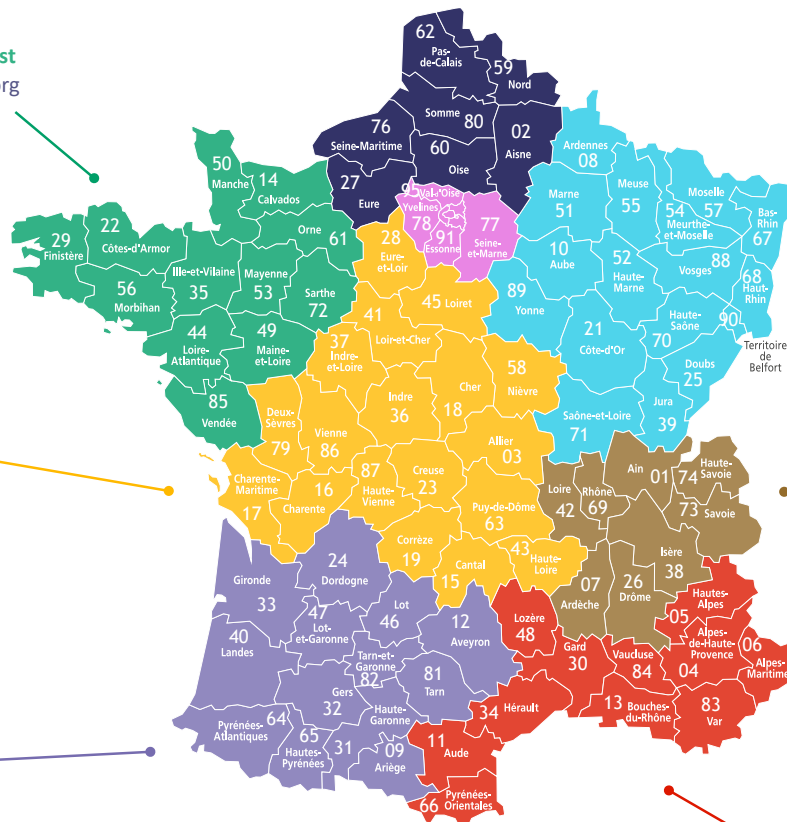 st
org
62
Pas-
de-Calais
59
Nord
Somme
80
76
Seine-Maritime
02
Aisne
60
Oise
27
Eure
50
Manche
14
Calvados
Orne
61
95
Val-d'Oise
Yvelines
78
91
Essonne
77
Seine-
et-Marne
Ardennes
08
Marne
51
Meuse
55
Moselle
57
54
Meurthe-
et-Moselle
Bas-
Rhin
67
10
Aube
52
Haute-
Marne
Vosges
88
68
Haut-
Rhin
29
Finistère
22
Côtes-d'Armor
56
Morbihan
Ille-et-Vilaine
35
Mayenne
53
Sarthe
72
28
Eure-
et-Loir
45 Loiret
41
Loir-et-Cher
89
Yonne
21
Côte-d'Or
Haute-
Saône
70
90
Territoire
de
Belfort
Doubs
25
Jura
39
44
Loire-
Atlantique
49
Maine-
et-Loire
37
Indre-
et-Loire
85
Vendée
Deux-
Sèvres
79
Vienne
86
Indre
36
Cher
18
58
Nièvre
Saône-et-Loire
71
Allier
03
Charente-
Maritime
17
16
Charente
87
Haute-
Vienne
Creuse
23
Puy-de-Dôme
63
Loire
42
Rhône
69
Ain
01
74
Haute-
Savoie
73
Savoie
Isère
38
Corrèze
19
Cantal
15
43
Haute-
Loire
07
Ardèche
26
Drôme
24
Dordogne
Gironde
33
Lot
46
47
Lot-
et-Garonne
12
Aveyron
Lozère
48
Hautes-
Alpes
05
Alpes-
de-Haute-
Provence
04
06
Alpes-
Maritime
40
Landes
Tarn-et-
Garonne
82
81
Tarn
Gers
32
Gard
30
Vaucluse
84
13
Bouches-
du-Rhône
83
Var
34
Hérault
Pyrénées-
Atlantiques
64
65
Hautes-
Pyrénées
Haute-
Garonne
31
09
Ariège
11
Aude
66
Pyrénées-
Orientales